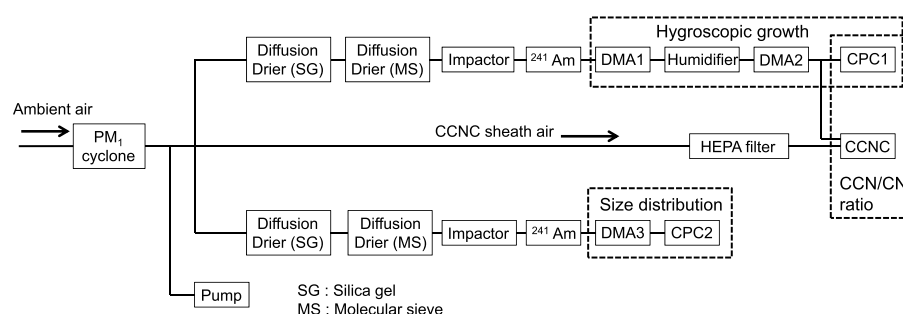 Hygroscopic growth
Diffusion
Drier (SG)
Diffusion
Drier (MS)
Impactor
²⁴¹ Am
DMA1
Humidifier
DMA2
CPC1
Ambient air
PM₁
cyclone
CCNC sheath air
HEPA filter
CCNC
CCN/CN
ratio
Size distribution
Diffusion
Drier (SG)
Diffusion
Drier (MS)
Impactor
²⁴¹ Am
DMA3
CPC2
Pump
SG : Silica gel
MS : Molecular sieve